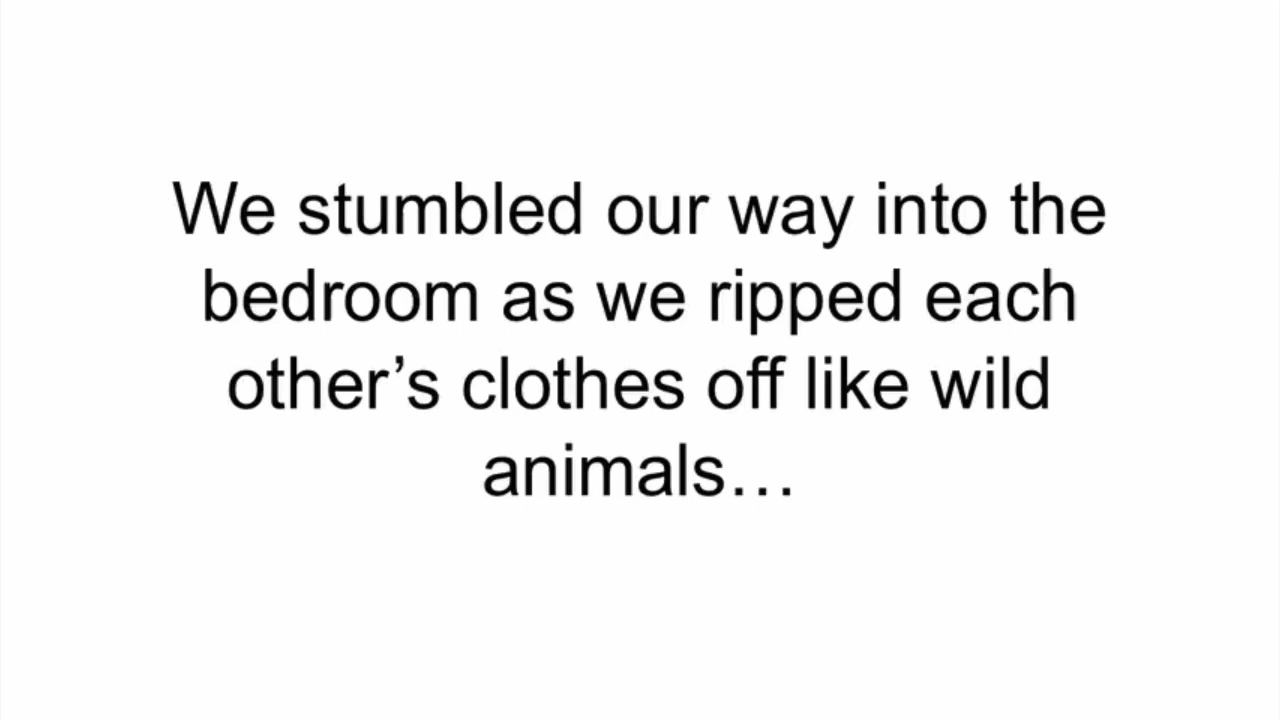 We stumbled our way into the
bedroom as we ripped each
other’s clothes off like wild
animals…